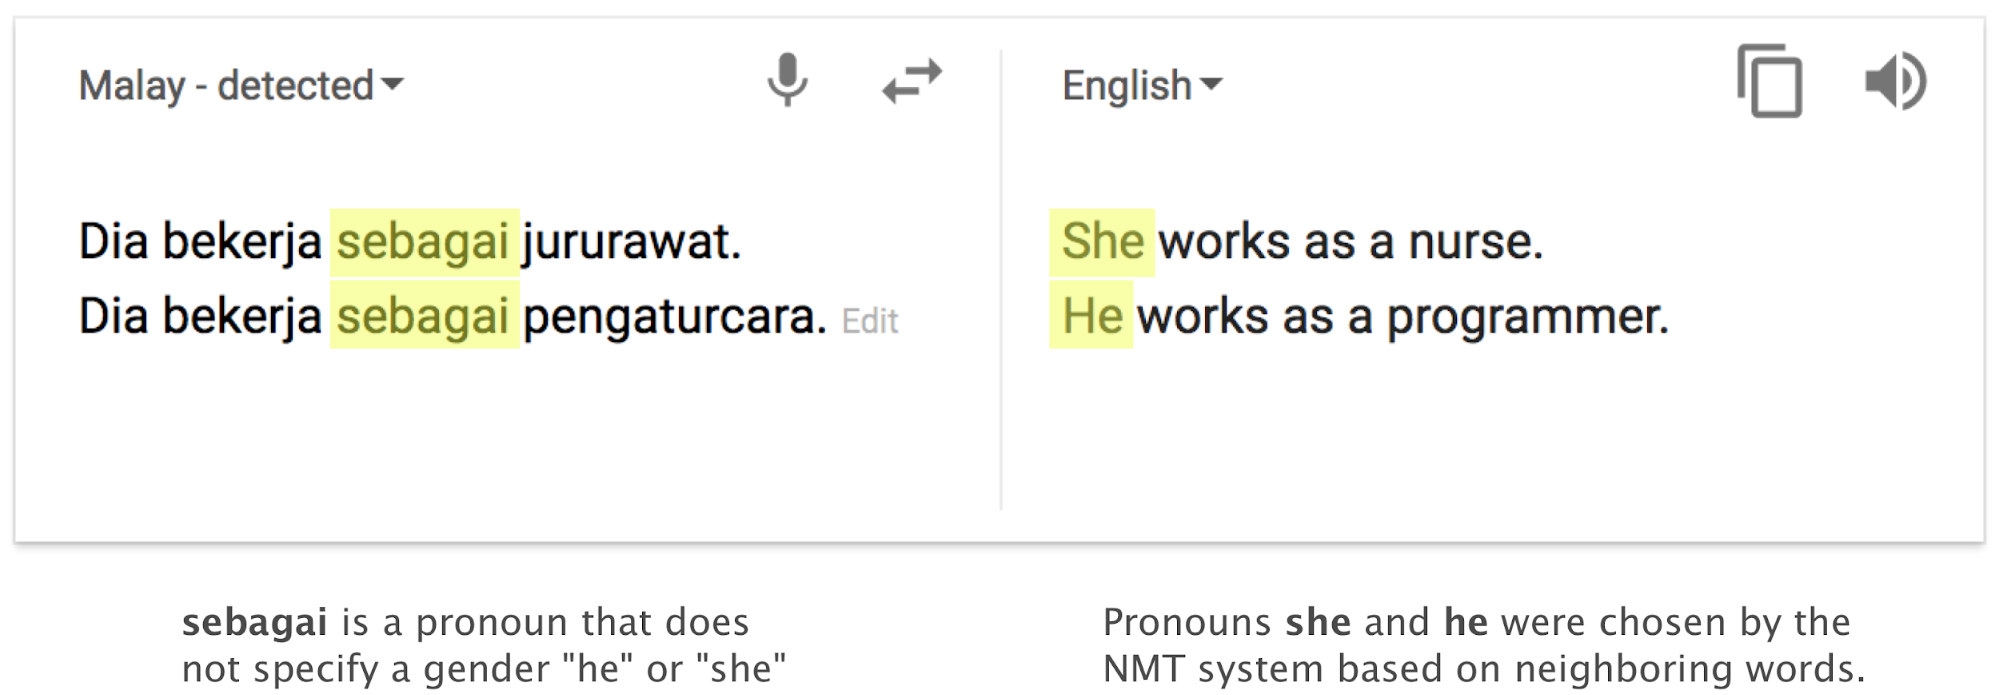 Malay - detected
English
Dia bekerja sebagai jururawat.
Dia bekerja sebagai pengaturcara. Edit
She works as a nurse.
He works as a programmer.
sebagai is a pronoun that does
not specify a gender "he" or "she"
Pronouns she and he were chosen by the
NMT system based on neighboring words.